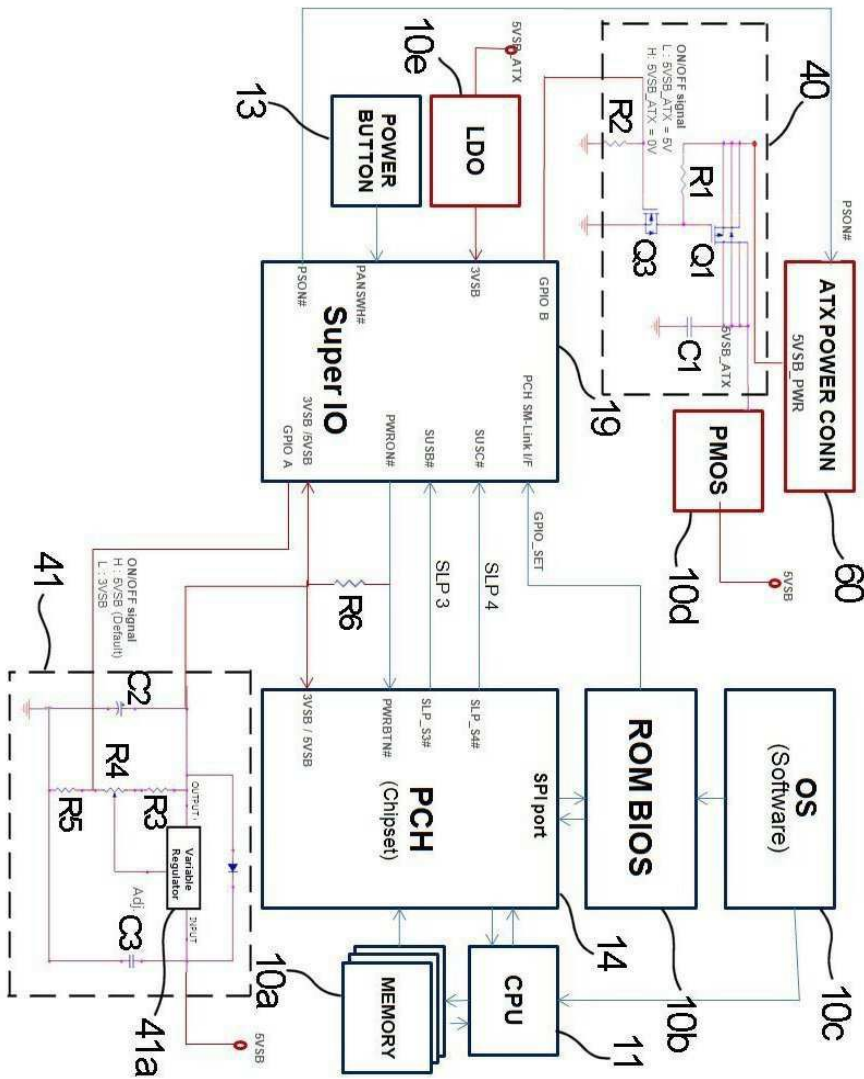 40
ON/OFF signal
L : 5VSB_ATX = 5V
H: 5VSB_ATX = 0V
R1
R2
Q1
Q3
C1
5VSB_ATX
PSON#
ATX POWER CONN
5VSB_PWR
60
PMOS
10d
5VSB
5VSB_ATX
10e
LDO
13
POWER
BUTTON
GPIO B
3VSB
PANSWH#
PSON#
Super IO
19
PCH SM-Link I/F
SUSC#
SUSB#
PWRON#
3VSB /5VSB
GPIO A
GPIO_SET
SLP 4
SLP 3
R6
OS
(Software)
10c
ROM BIOS
10b
SPI port
SLP_S4#
SLP_S3#
PWRBTN#
3VSB / 5VSB
PCH
(Chipset)
14
CPU
11
MEMORY
10a
41
ON/OFF signal
H : 5VSB (Default)
L : 3VSB
C2
R3
R4
R5
OUTPUT
Variable
Regulator
INPUT
Adj.
C3
41a
5VSB